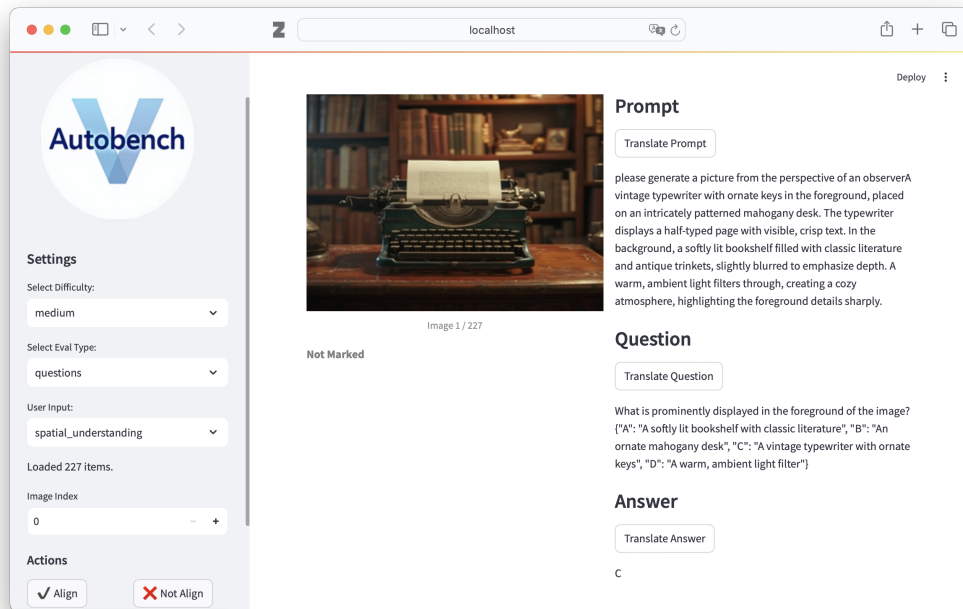 localhost
Deploy
Autobench
Settings
Select Difficulty:
medium
Select Eval Type:
questions
User Input:
spatial_understanding
Loaded 227 items.
Image Index
0
Actions
Align
Not Align
Image 1 / 227
Not Marked
Prompt
Translate Prompt
please generate a picture from the perspective of an observerA
vintage typewriter with ornate keys in the foreground, placed
on an intricately patterned mahogany desk. The typewriter
displays a half-typed page with visible, crisp text. In the
background, a softly lit bookshelf filled with classic literature
and antique trinkets, slightly blurred to emphasize depth. A
warm, ambient light filters through, creating a cozy
atmosphere, highlighting the foreground details sharply.
Question
Translate Question
What is prominently displayed in the foreground of the image?
{"A": "A softly lit bookshelf with classic literature", "B": "An
ornate mahogany desk", "C": "A vintage typewriter with ornate
keys", "D": "A warm, ambient light filter"}
Answer
Translate Answer
C